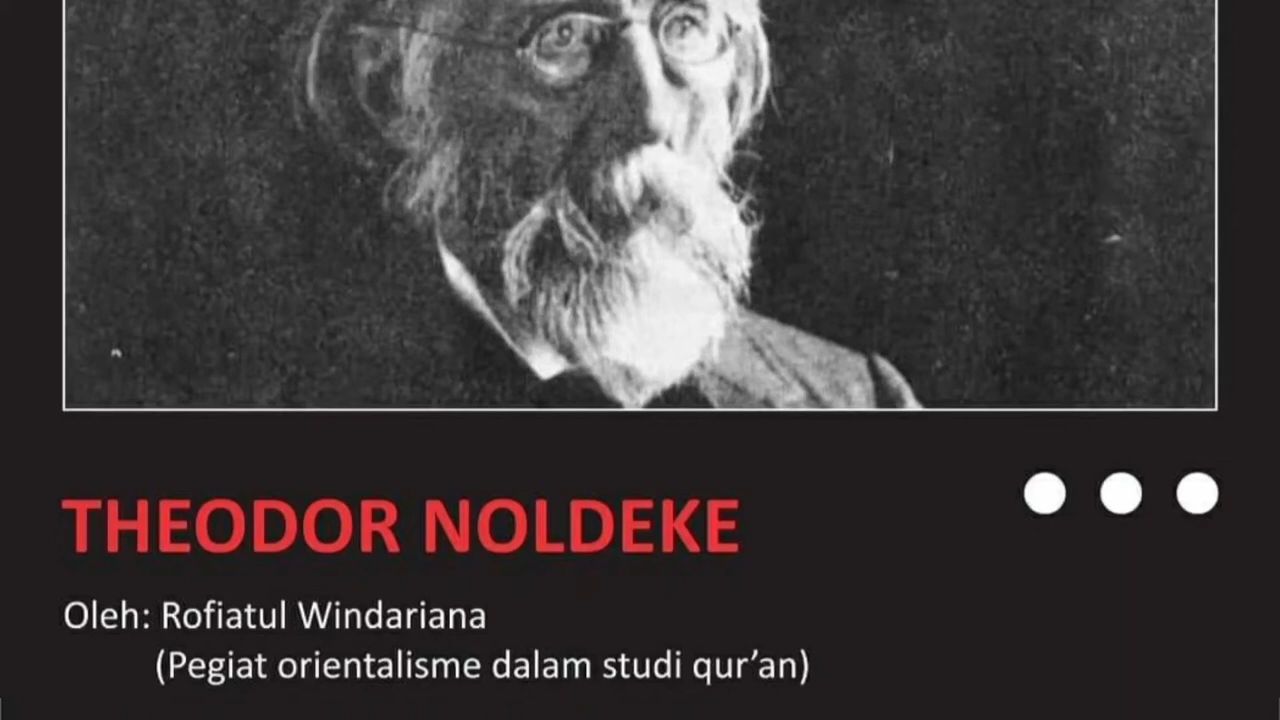 THEODOR NOLDEKE
Oleh: Rofiatul Windariana
(Pegiat orientalisme dalam studi qur’an)